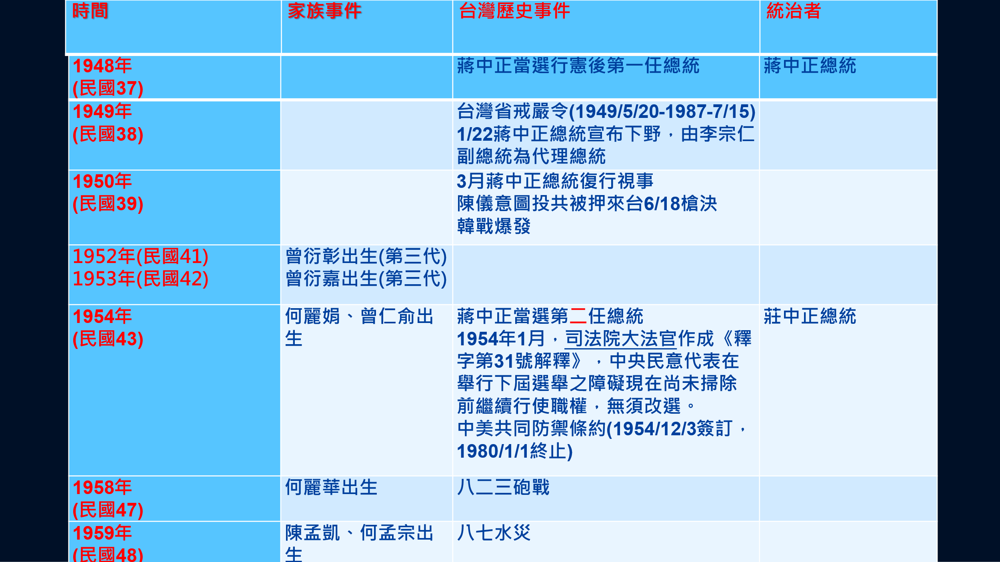 時間
家族事件
台灣歷史事件
統治者
1948年
(民國37)
蔣中正當選行憲後第一任總統
蔣中正總統
1949年
(民國38)
台灣省戒嚴令(1949//5/20-1987-7/15)
1/22蔣中正總統宣布下野，由李宗仁
副總統為代理總統
1950年
(民國39)
3月蔣中正總統復行視事
陳儀意圖投共被押來台6/18槍決
韓戰爆發
1952年(民國41)
1953年(民國42)
曾衍彰出生(第三代)
曾衍嘉出生(第三代)
1954年
(民國43)
何麗娟、曾仁俞出
生
蔣中正當選第二任總統
1954年1月，司法院大法官作成《釋
字第31號解釋》，中央民意代表在
舉行下屆選舉之障礙現在尚未掃除
前繼續行使職權，無須改選。
中美共同防禦條約(1954/12/3簽訂，
1980/1/1終止)
莊中正總統
1958年
(民國47)
何麗華出生
八二三砲戰
1959年
(民國48)
陳孟凱、何孟宗出
生
八七水災